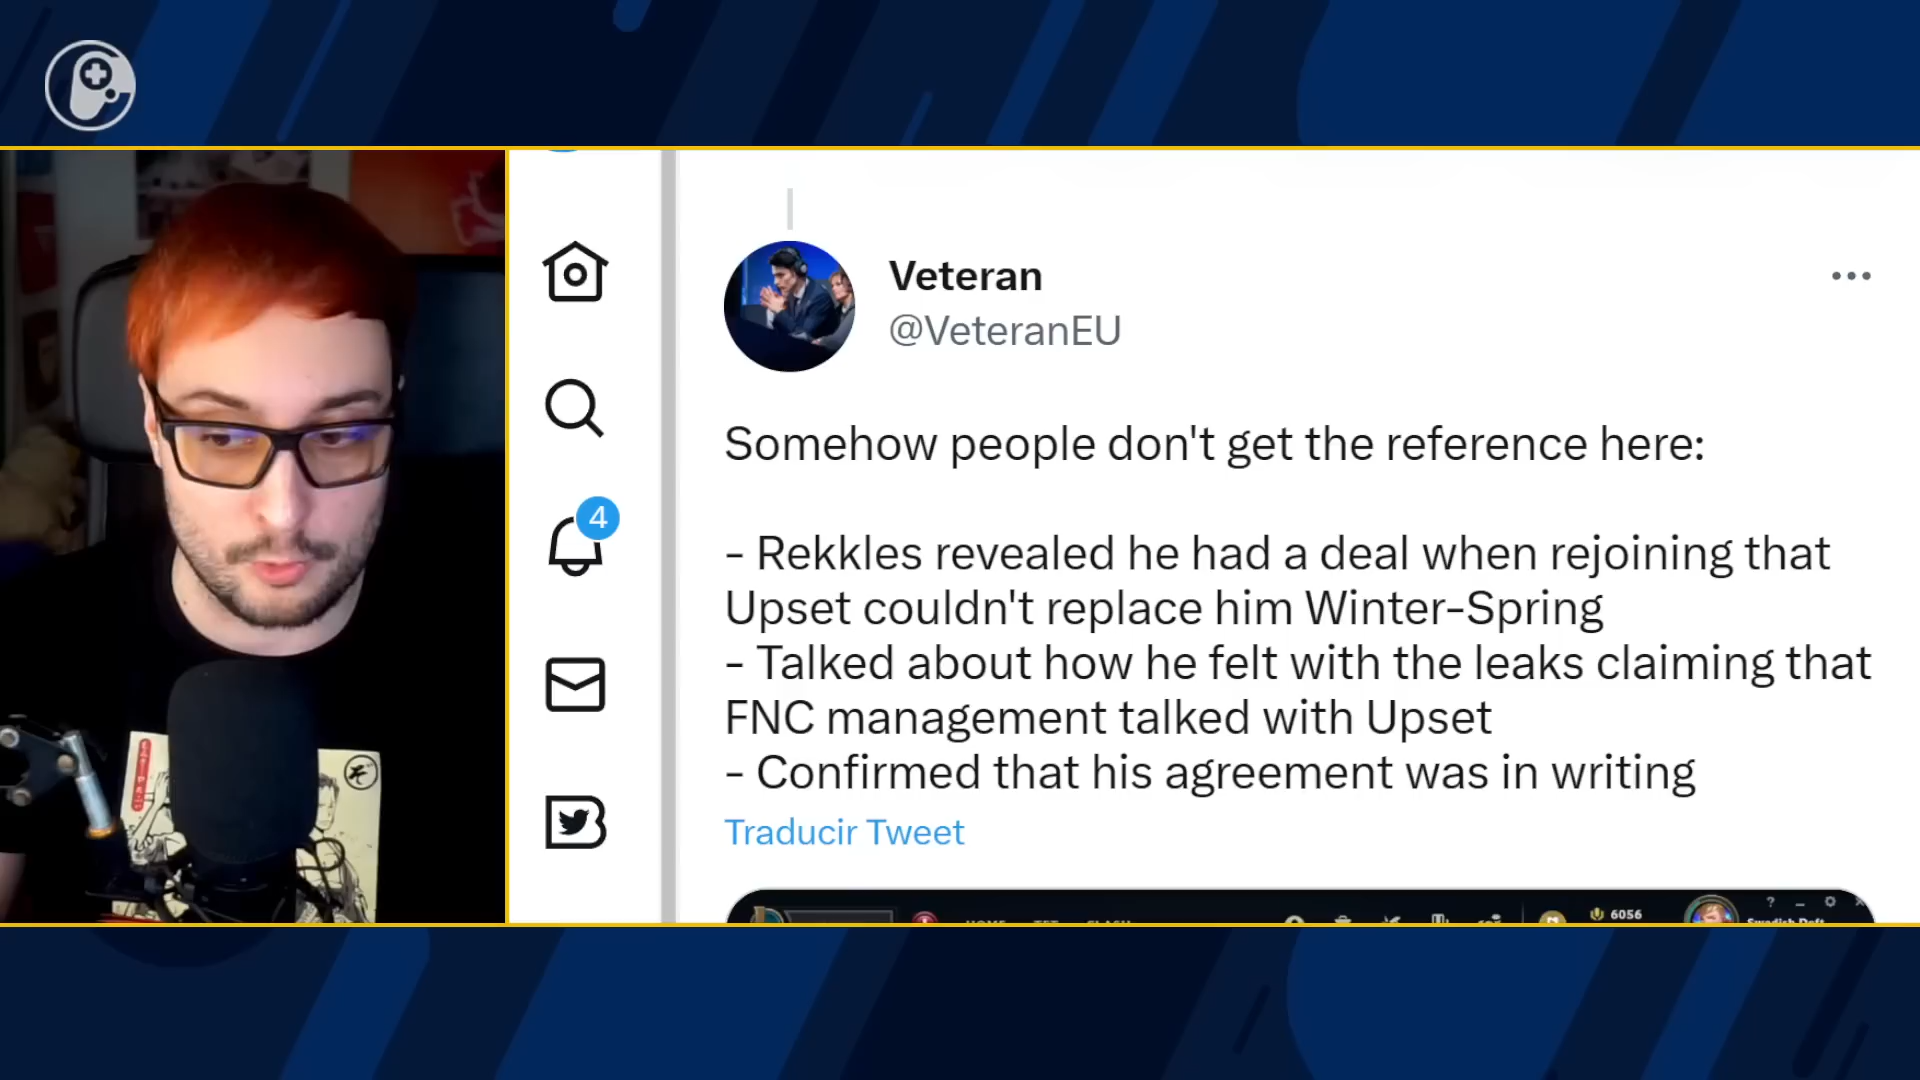 Veteran
@VeteranEU
4
Somehow people don't get the reference here:
- Rekkles revealed he had a deal when rejoining that
Upset couldn't replace him Winter-Spring
- Talked about how he felt with the leaks claiming that
FNC management talked with Upset
- Confirmed that his agreement was in writing
Traducir Tweet
6056